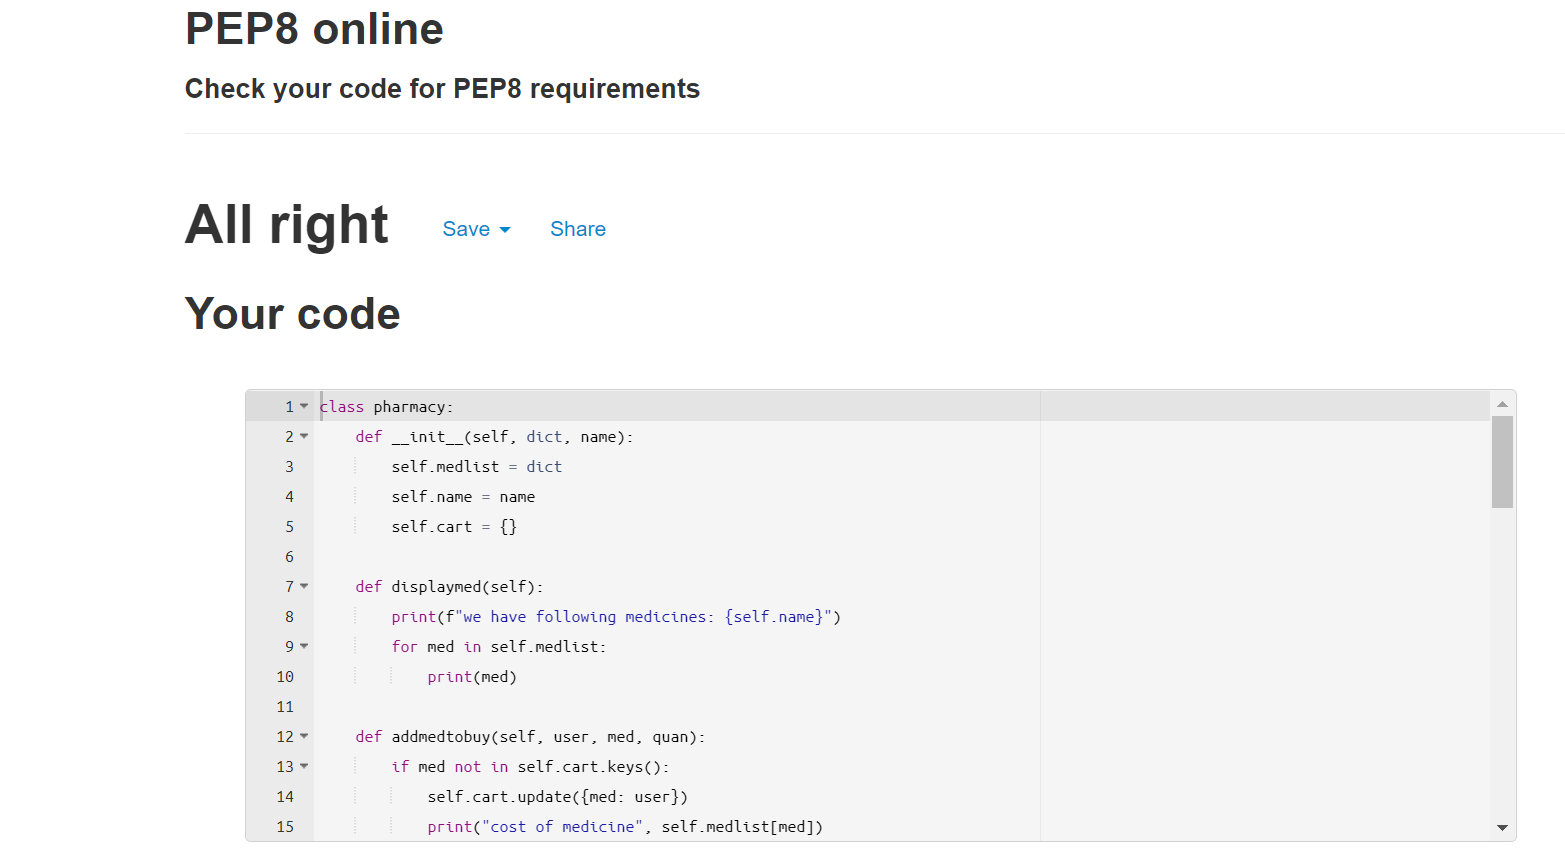 PEP8 online
Check your code for PEP8 requirements
All right Save Share
Your code
1 class pharmacy:
2     def __init__(self, dict, name):
3         self.medlist = dict
4         self.name = name
5         self.cart = {}
6
7     def displaymed(self):
8         print(f"we have following medicines: {self.name}")
9         for med in self.medlist:
10             print(med)
11
12     def addmedtobuy(self, user, med, quan):
13         if med not in self.cart.keys():
14             self.cart.update({med: user})
15             print("cost of medicine", self.medlist[med])